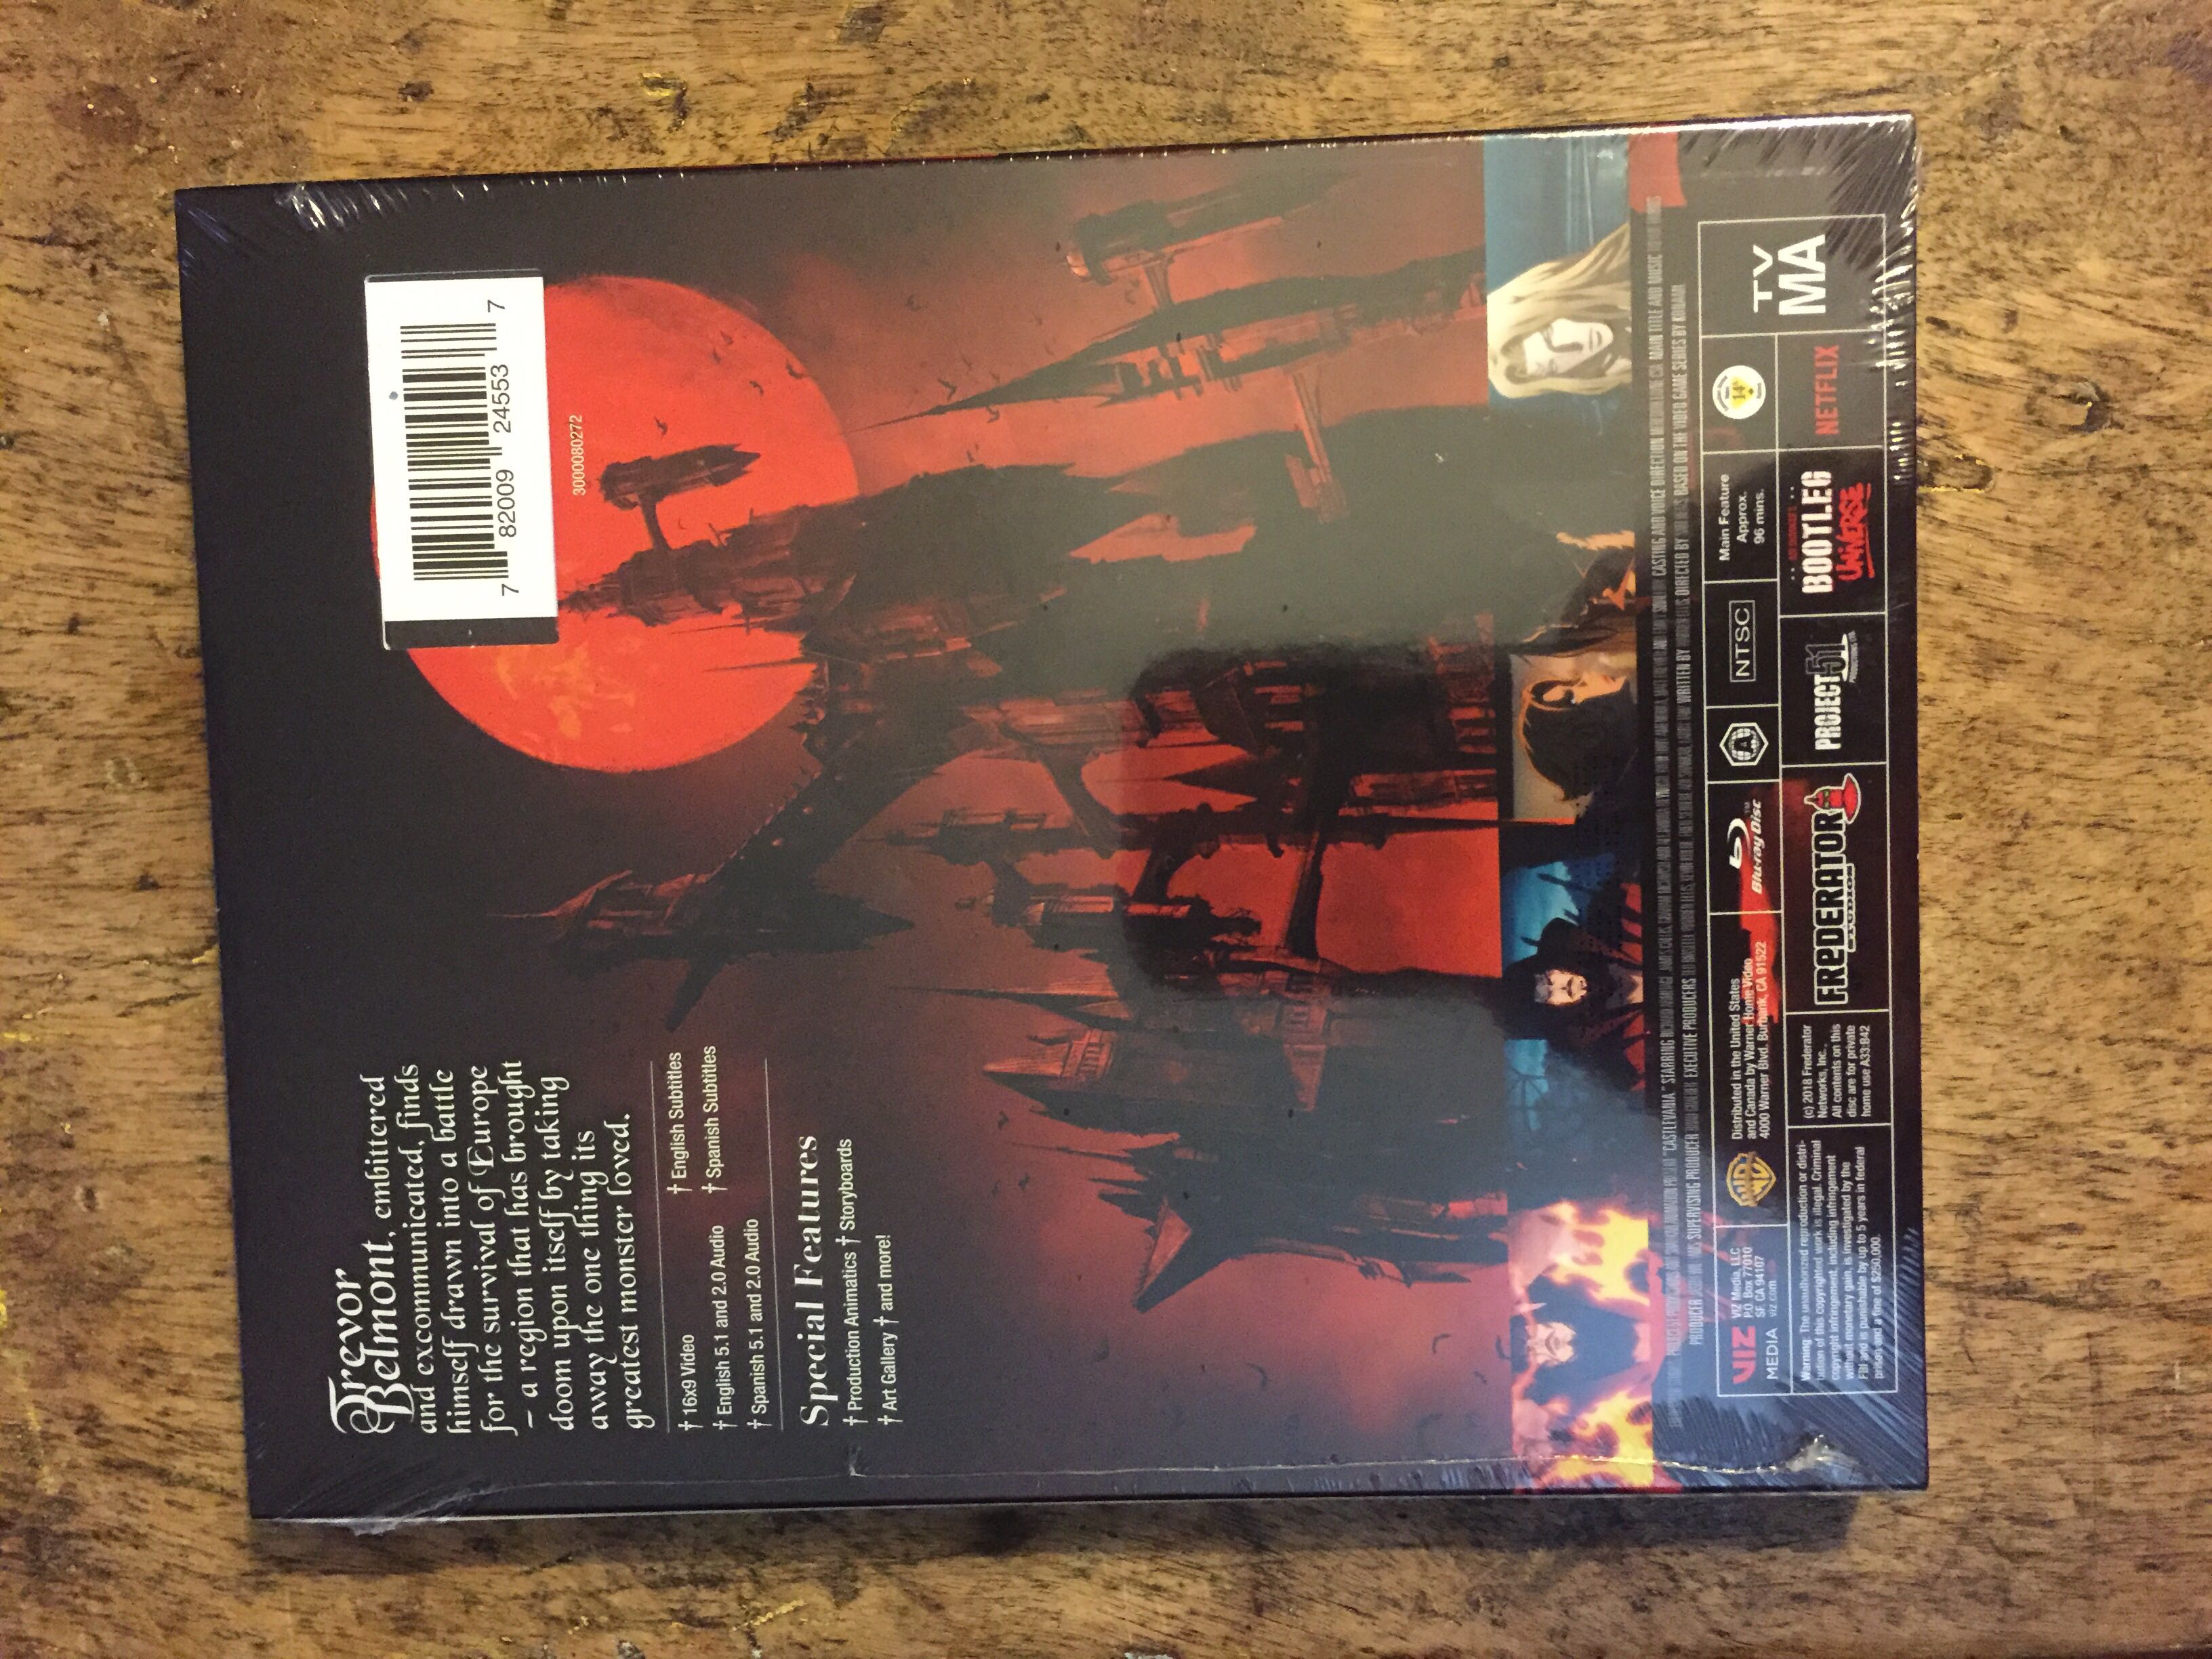 Trevor
Belmont, embittered
and excommunicated, finds
himself drawn into a battle
for the survival of Europe
– a region that has brought
doom upon itself by taking
away the one thing its
greatest monster loved.
† 16x9 Video
† English 5.1 and 2.0 Audio
† Spanish 5.1 and 2.0 Audio
† English Subtitles
† Spanish Subtitles
Special Features
† Production Animatics † Storyboards
† Art Gallery † and more!
7 82009 24553 7
3000080272
"CASTLEVANIA" STARRING
CASTING AND VOICE DIRECTION MEREDITH LAYNE CSA MAIN TITLE AND MUSIC
PRODUCER
SUPERVISING PRODUCER
EXECUTIVE PRODUCERS
WRITTEN BY
DIRECTED BY
BASED ON THE VIDEO GAME SERIES BY KONAMI
VIZ
MEDIA
VIZ Media, LLC
P.O. Box 77010
SF, CA 94107
viz.com
WB
Distributed in the United States
and Canada by Warner Home Video
4000 Warner Blvd. Burbank, CA 91522
Blu-ray Disc™
A
NTSC
Main Feature
Approx.
96 mins.
14A
TV
MA
Warning: The unauthorized reproduction or distri-
bution of this copyrighted work is illegal. Criminal
copyright infringement, including infringement
without monetary gain, is investigated by the
FBI and is punishable by up to 5 years in federal
prison and a fine of $250,000.
(c) 2018 Frederator
Networks, Inc.
All contents on this
disc are for private
home use A33:B42
FREDERATOR
STUDIOS
PROJECT 51
PRODUCTIONS
BOOTLEG
UNIVERSE
NETFLIX